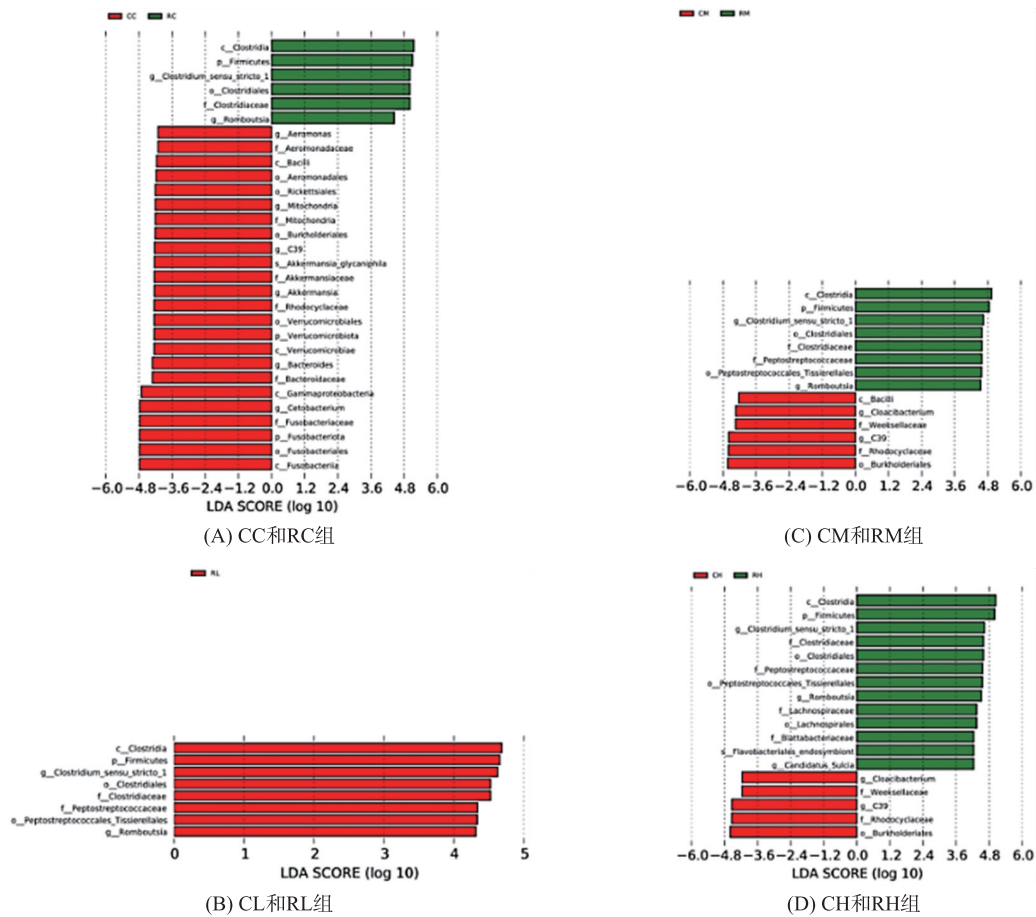 CC RC
c__Clostridia
p__Firmicutes
g__Clostridium_sensu_stricto_1
o__Clostridiales
f__Clostridiaceae
g__Romboutsia
g__Aeromonas
f__Aeromonadaceae
c__Bacilli
o__Aeromonadales
o__Rickettsiales
g__Mitochondria
f__Mitochondria
o__Burkholderiales
g__C39
s__Akkermansia_glycaniphila
f__Akkermansiaceae
g__Akkermansia
f__Rhodocyclaceae
o__Verrucomicrobiales
p__Verrucomicrobiota
c__Verrucomicrobiae
g__Bacteroides
f__Bacteroidaceae
c__Gammaproteobacteria
g__Cetobacterium
f__Fusobacteriaceae
p__Fusobacteriota
o__Fusobacteriales
c__Fusobacteriia
−6.0 −4.8 −3.6 −2.4 −1.2 0.0 1.2 2.4 3.6 4.8 6.0
LDA SCORE (log 10)
(A) CC和RC组
CM RM
c__Clostridia
p__Firmicutes
g__Clostridium_sensu_stricto_1
o__Clostridiales
f__Clostridiaceae
f__Peptostreptococcaceae
o__Peptostreptococcales_Tissierellales
g__Romboutsia
c__Bacilli
g__Cloacibacterium
f__Weeksellaceae
g__C39
f__Rhodocyclaceae
o__Burkholderiales
−6.0 −4.8 −3.6 −2.4 −1.2 0.0 1.2 2.4 3.6 4.8 6.0
LDA SCORE (log 10)
(C) CM和RM组
RL
c__Clostridia
p__Firmicutes
g__Clostridium_sensu_stricto_1
o__Clostridiales
f__Clostridiaceae
f__Peptostreptococcaceae
o__Peptostreptococcales_Tissierellales
g__Romboutsia
0 1 2 3 4 5
LDA SCORE (log 10)
(B) CL和RL组
CH RH
c__Clostridia
p__Firmicutes
g__Clostridium_sensu_stricto_1
f__Clostridiaceae
o__Clostridiales
f__Peptostreptococcaceae
o__Peptostreptococcales_Tissierellales
g__Romboutsia
f__Lachnospiraceae
o__Lachnospirales
f__Blattabacteriaceae
s__Flavobacteriales_endosymbiont
g__Candidatus_Sulcia
g__Cloacibacterium
f__Weeksellaceae
g__C39
f__Rhodocyclaceae
o__Burkholderiales
−6.0 −4.8 −3.6 −2.4 −1.2 0.0 1.2 2.4 3.6 4.8 6.0
LDA SCORE (log 10)
(D) CH和RH组